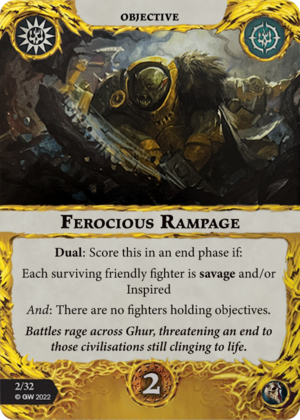 OBJECTIVE
FEROCIOUS RAMPAGE
Dual: Score this in an end phase if:
Each surviving friendly fighter is savage and/or
Inspired
And: There are no fighters holding objectives.
Battles rage across Ghur, threatening an end to
those civilisations still clinging to life.
2/32
© GW 2022
2